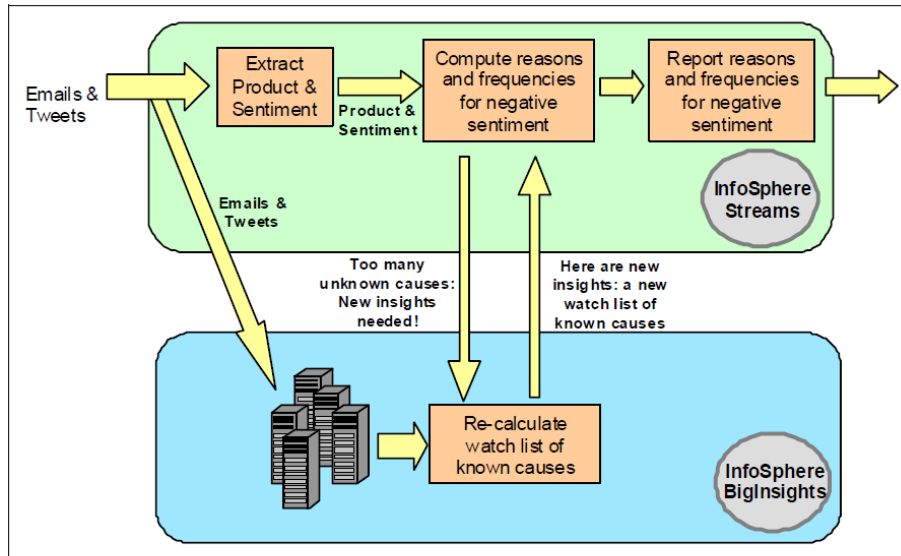 Emails &
Tweets
Extract
Product &
Sentiment
Product &
Sentiment
Compute reasons
and frequencies
for negative
sentiment
Report reasons
and frequencies
for negative
sentiment
InfoSphere
Streams
Emails &
Tweets
Too many
unknown causes:
New insights
needed!
Here are new
insights: a new
watch list of
known causes
Re-calculate
watch list of
known causes
InfoSphere
BigInsights